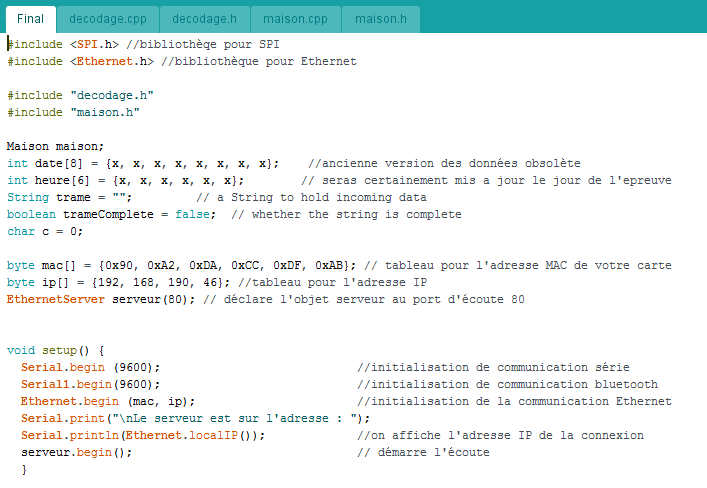 Final decodage.cpp decodage.h maison.cpp maison.h
#include <SPI.h> //bibliothèqe pour SPI
#include <Ethernet.h> //bibliothèque pour Ethernet
#include "decodage.h"
#include "maison.h"
Maison maison;
int date[8] = {x, x, x, x, x, x, x, x}; //ancienne version des données obsolète
int heure[6] = {x, x, x, x, x, x}; // seras certainement mis a jour le jour de l'epreuve
String trame = ""; // a String to hold incoming data
boolean trameComplete = false; // whether the string is complete
char c = 0;
byte mac[] = {0x90, 0xA2, 0xDA, 0xCC, 0xDF, 0xAB}; // tableau pour l'adresse MAC de votre carte
byte ip[] = {192, 168, 190, 46}; //tableau pour l'adresse IP
EthernetServer serveur(80); // déclare l'objet serveur au port d'écoute 80
void setup() {
Serial.begin (9600); //initialisation de communication série
Serial1.begin(9600); //initialisation de communication bluetooth
Ethernet.begin (mac, ip); //initialisation de la communication Ethernet
Serial.print("\nLe serveur est sur l'adresse : ");
Serial.println(Ethernet.localIP()); //on affiche l'adresse IP de la connexion
serveur.begin(); // démarre l'écoute
}